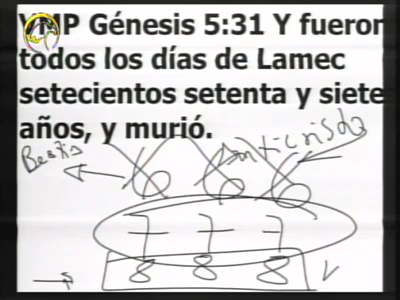 VMP Génesis 5:31 Y fueron
todos los días de Lamec
setecientos setenta y siete
años, y murió.
Bestia
Anticristo
6 6 6
7 7 7
8 8 8